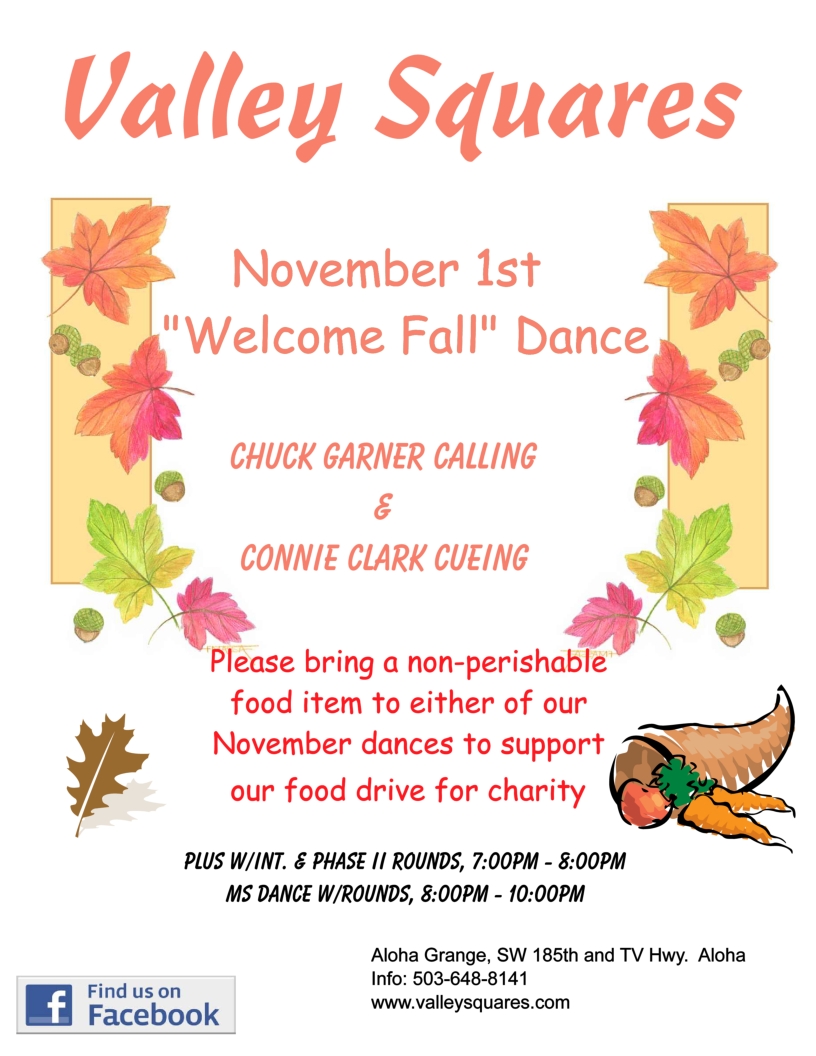 Valley Squares
November 1st
"Welcome Fall" Dance
CHUCK GARNER CALLING
&
CONNIE CLARK CUEING
Please bring a non-perishable
food item to either of our
November dances to support
our food drive for charity
PLUS W/INT. & PHASE II ROUNDS, 7:00PM - 8:00PM
MS DANCE W/ROUNDS, 8:00PM - 10:00PM
Aloha Grange, SW 185th and TV Hwy.  Aloha
Info: 503-648-8141
www.valleysquares.com
f Find us on
Facebook